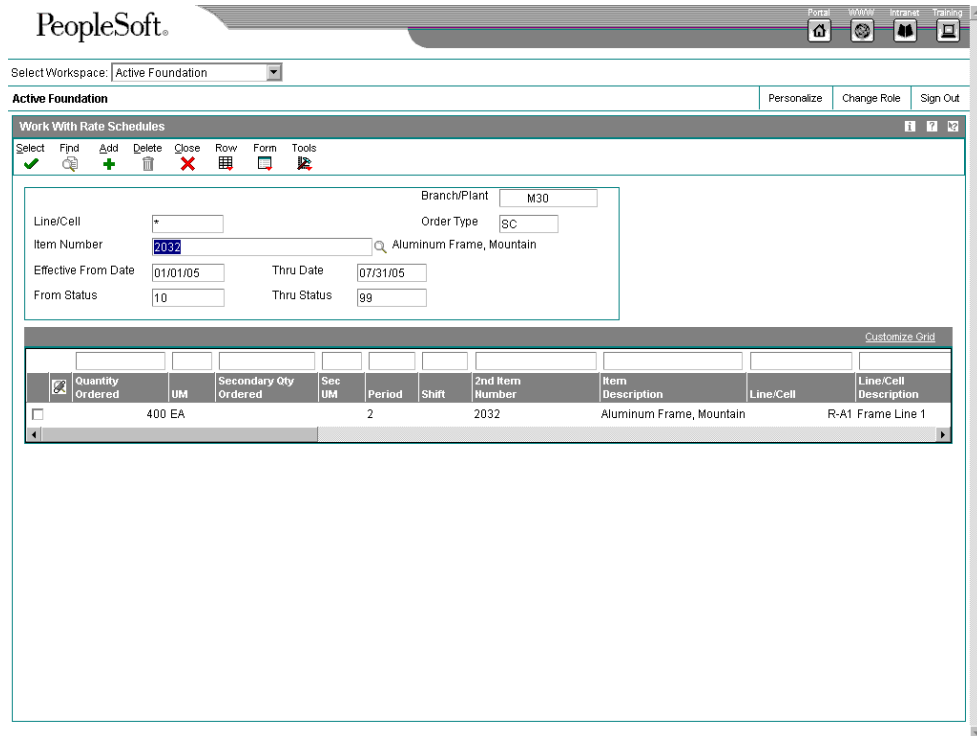 Portal WWW Intranet Training
PeopleSoft.
Select Workspace: Active Foundation
Active Foundation Personalize Change Role Sign Out
Work With Rate Schedules
Select Find Add Delete Close Row Form Tools
Branch/Plant M30
Line/Cell * Order Type SC
Item Number 2032 Aluminum Frame, Mountain
Effective From Date 01/01/05 Thru Date 07/31/05
From Status 10 Thru Status 99
Customize Grid
Quantity Secondary Qty Sec 2nd Item Item Line/Cell
Ordered UM Ordered UM Period Shift Number Description Line/Cell Description
400 EA 2 2032 Aluminum Frame, Mountain R-A1 Frame Line 1